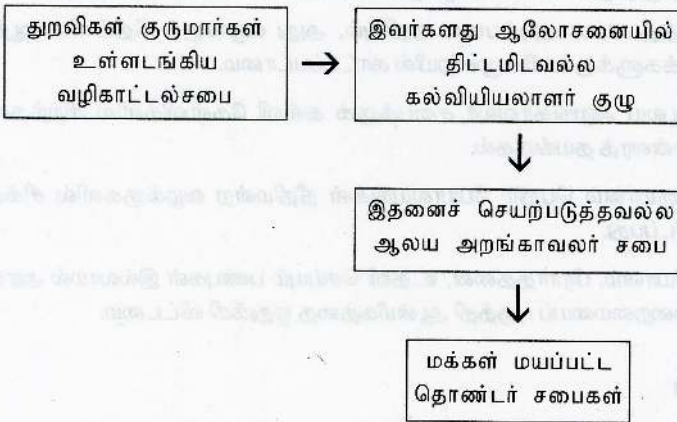 துறவிகள் குருமார்கள்
உள்ளடங்கிய
வழிகாட்டல்சபை
இவர்களது ஆலோசனையில்
திட்டமிடவல்ல
கல்வியியலாளர் குழு
இதனைச் செயற்படுத்தவல்ல
ஆலய அறங்காவலர் சபை
மக்கள் மயப்பட்ட
தொண்டர் சபைகள்